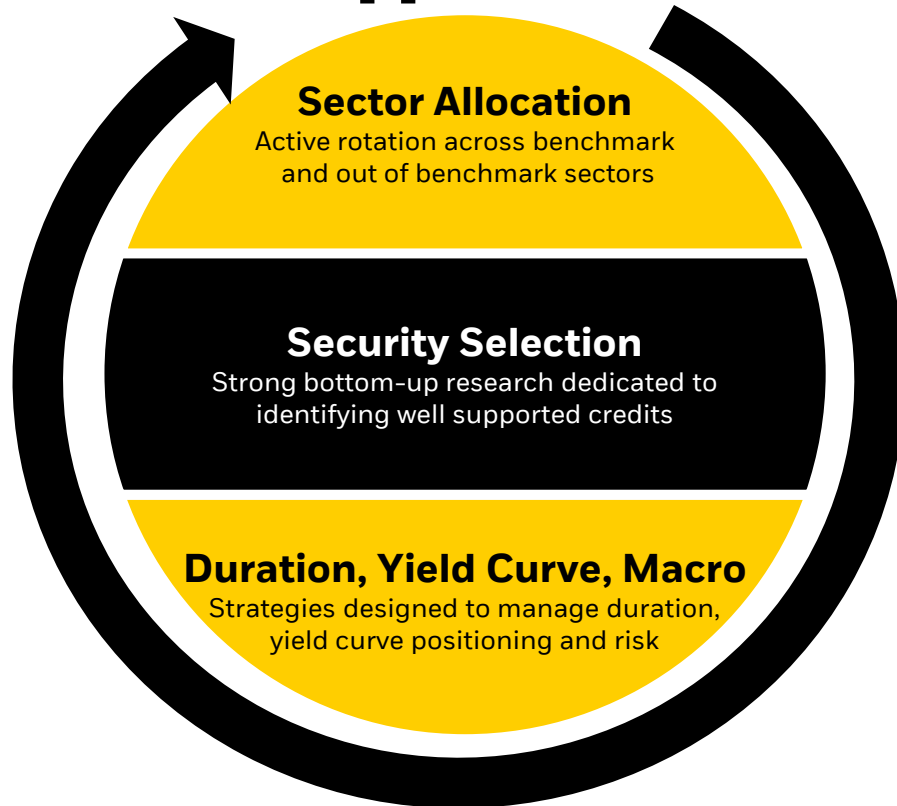 Sector Allocation
Active rotation across benchmark
and out of benchmark sectors
Security Selection
Strong bottom-up research dedicated to
identifying well supported credits
Duration, Yield Curve, Macro
Strategies designed to manage duration,
yield curve positioning and risk